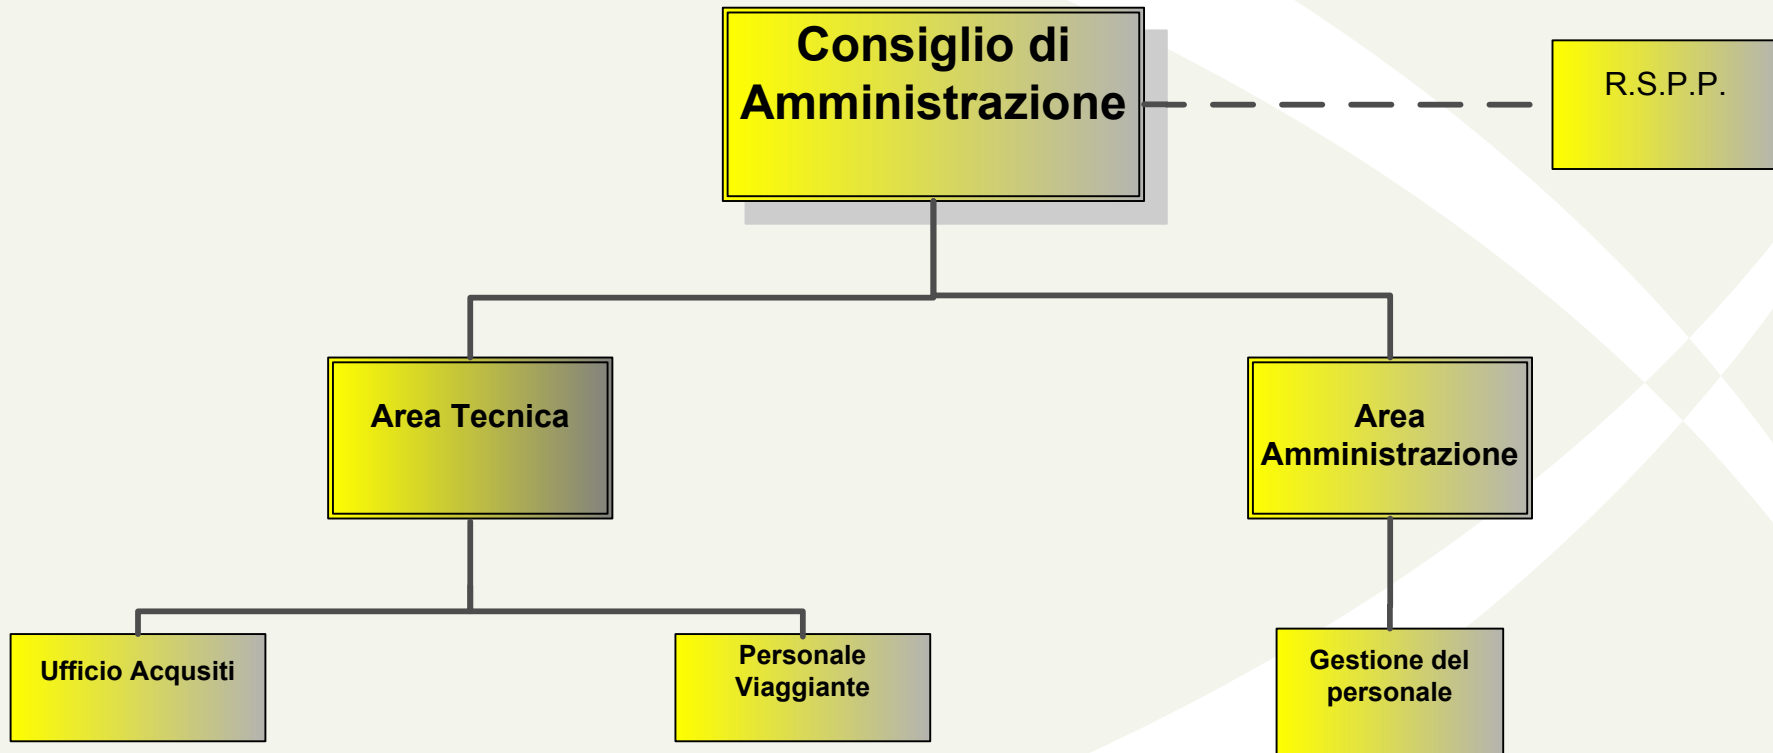 Consiglio di
Amministrazione
R.S.P.P.
Area Tecnica
Area
Amministrazione
Ufficio Acqusiti
Personale
Viaggiante
Gestione del
personale